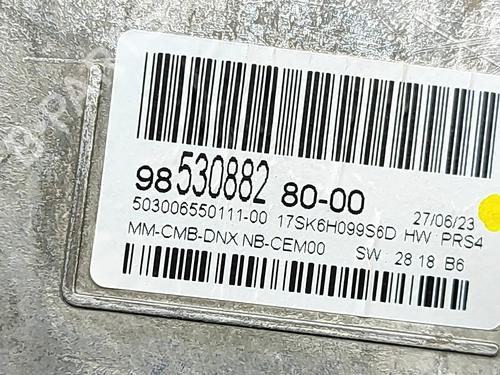 98 530882 80-00
27/06/23
503006550111-00 17SK6H099S6D HW : PRS4
MM-CMB-DNX NB-CEM00 SW : 28 18 B6